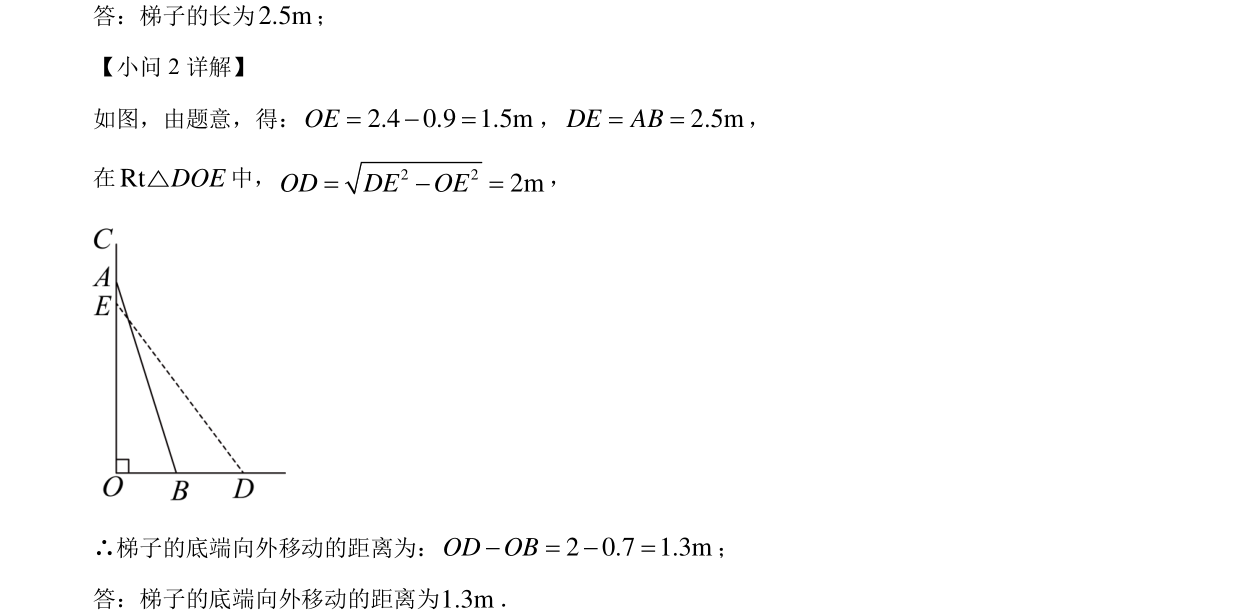 答：梯子的长为2.5m；
【小问 2 详解】
如图，由题意，得：OE = 2.4−0.9 = 1.5m，DE = AB = 2.5m，
在Rt△DOE中，OD = √(DE² − OE²) = 2m，
C
A
E
O B D
∴梯子的底端向外移动的距离为：OD−OB = 2−0.7 = 1.3m；
答：梯子的底端向外移动的距离为1.3m．